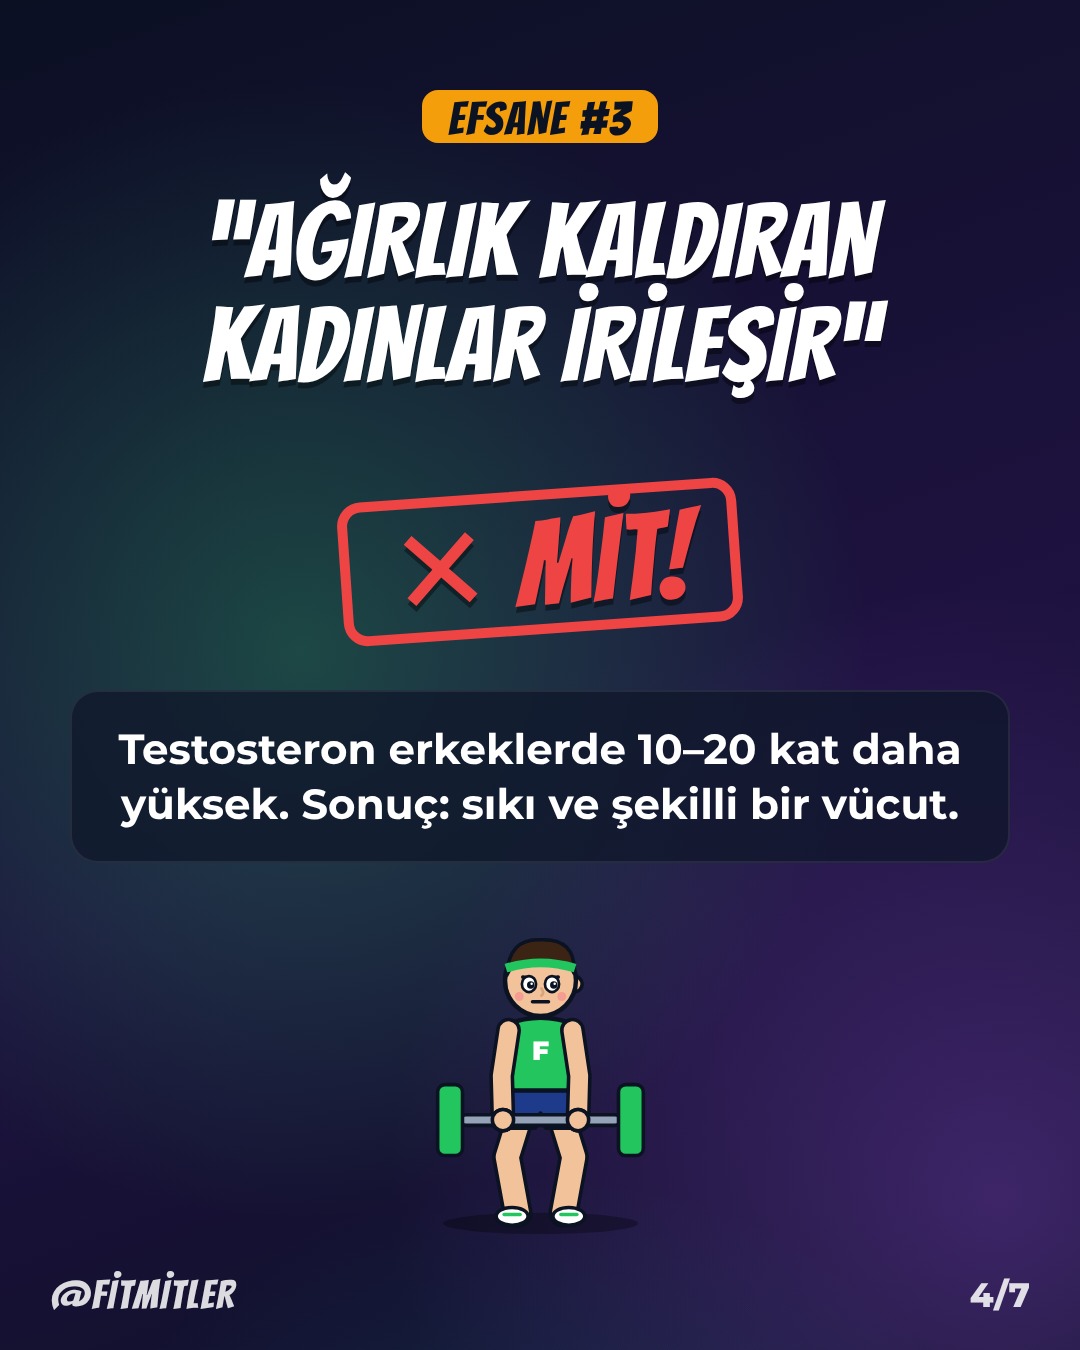 EFSANE #3
"AĞIRLIK KALDIRAN
KADINLAR İRİLEŞİR"
✕ MİT!
Testosteron erkeklerde 10–20 kat daha
yüksek. Sonuç: sıkı ve şekilli bir vücut.
F
@FİTMİTLER
4/7